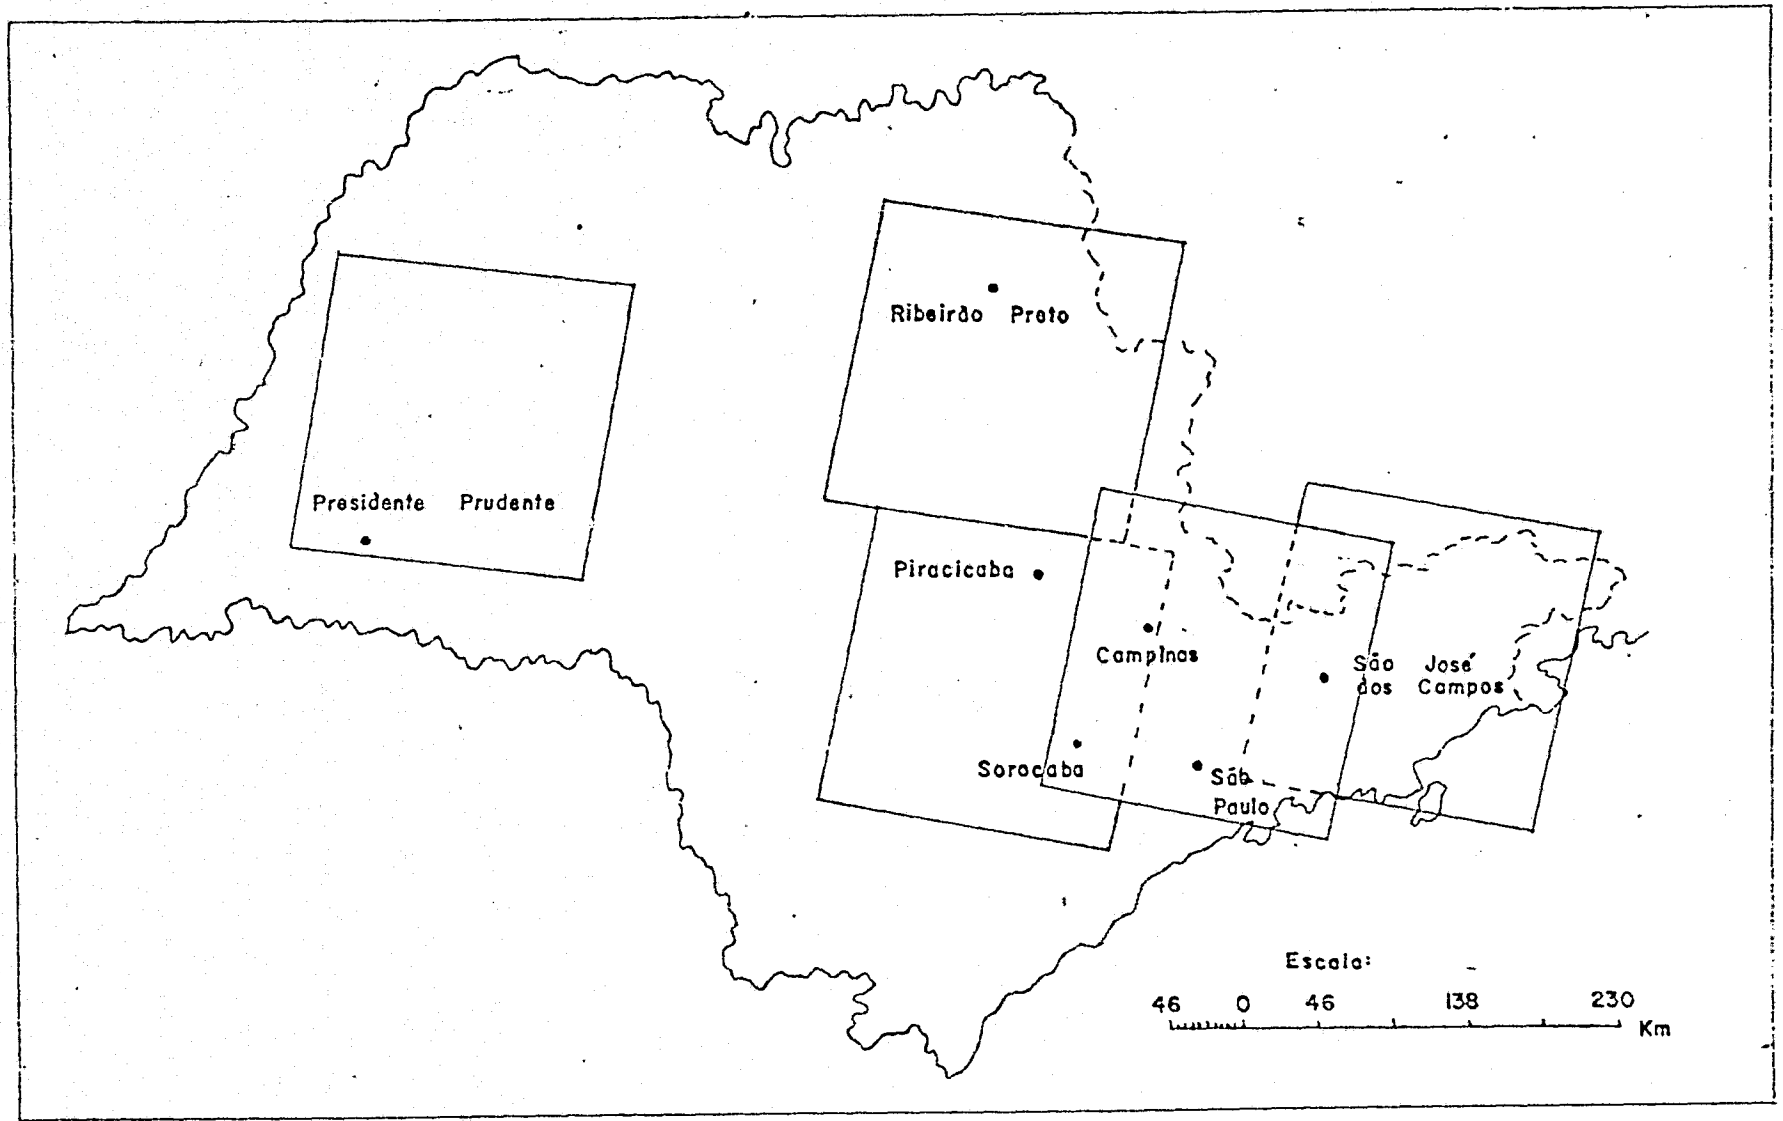 Ribeirão Preto
Presidente Prudente
Piracicaba
Campinas
São José
dos Campos
Sorocaba
São
Paulo
Escala:
46 0 46 138 230
Km